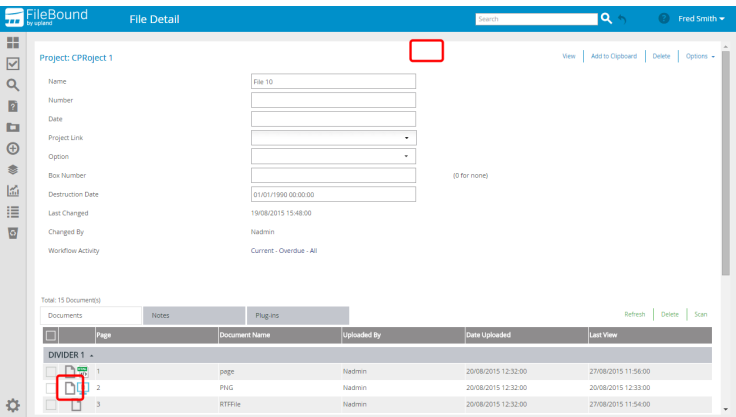 FileBound
by upland
File Detail
Search
Fred Smith
Project: CPRoject 1
View
Add to Clipboard
Delete
Options
Name
File 10
Number
Date
Project Link
Option
Box Number
(0 for none)
Destruction Date
01/01/1990 00:00:00
Last Changed
19/08/2015 15:48:00
Changed By
Nadmin
Workflow Activity
Current - Overdue - All
Total: 15 Document(s)
Documents
Notes
Plug-ins
Refresh
Delete
Scan
Page Document Name Uploaded By Date Uploaded Last View
DIVIDER 1
1 page Nadmin 20/08/2015 12:32:00 27/08/2015 11:56:00
2 PNG Nadmin 20/08/2015 12:32:00 20/08/2015 12:33:00
3 RTFFile Nadmin 20/08/2015 12:32:00 27/08/2015 11:54:00